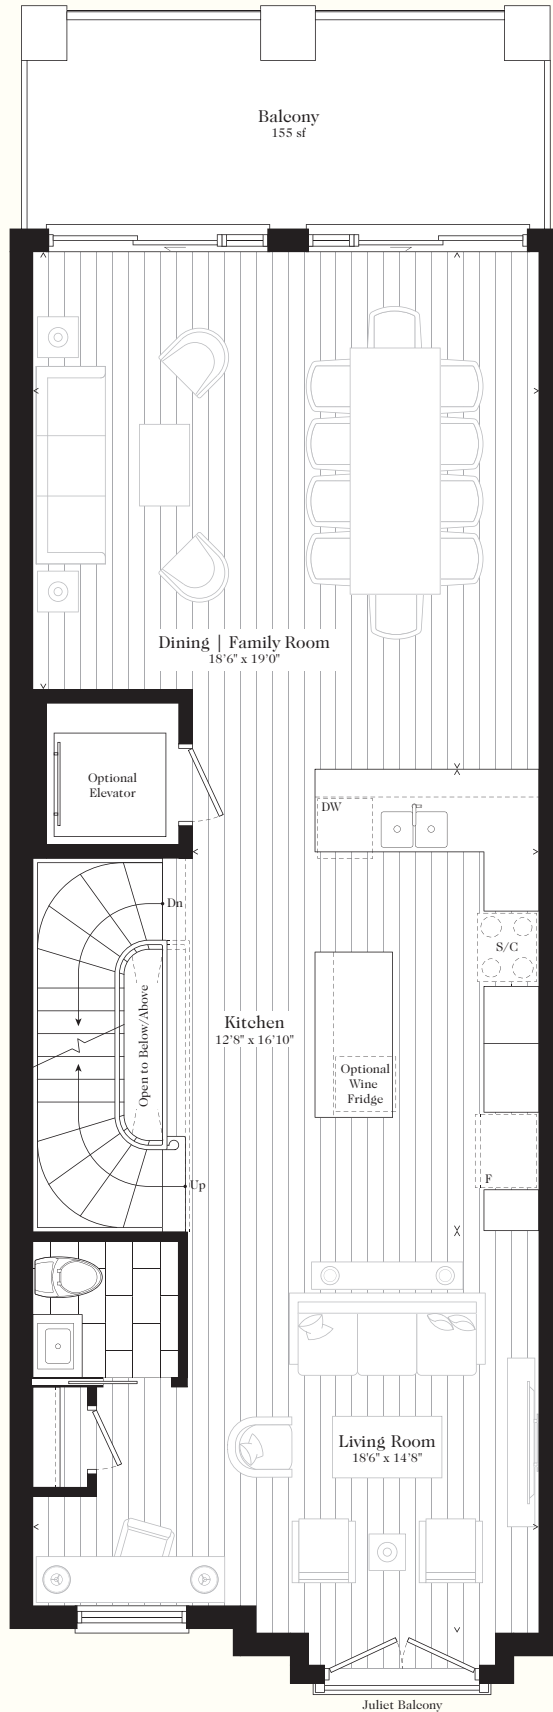 Balcony
155 sf
Dining | Family Room
18'6" x 19'0"
Optional
Elevator
DW
Dn
S/C
Open to Below/Above
Kitchen
12'8" x 16'10"
Optional
Wine
Fridge
F
Up
Living Room
18'6" x 14'8"
Juliet Balcony